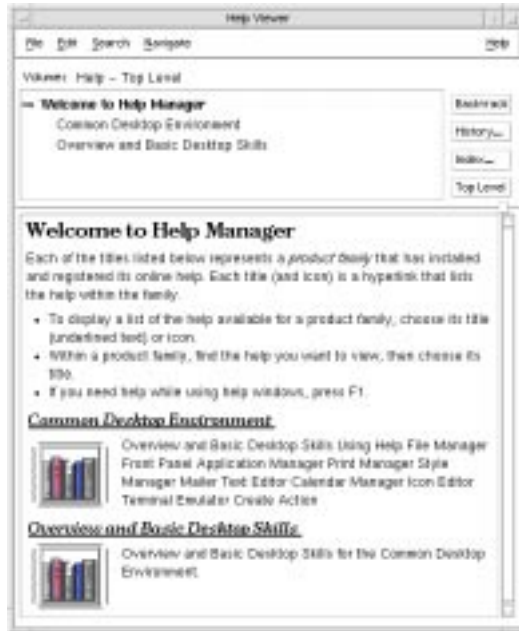 Help Viewer
File Edit Search Navigate Help
Volume: Help – Top Level
Welcome to Help Manager
Common Desktop Environment
Overview and Basic Desktop Skills
Backtrack
History...
Index...
Top Level
Welcome to Help Manager
Each of the titles listed below represents a product family that has installed
and registered its online help. Each title (and icon) is a hyperlink that lists
the help within the family.
• To display a list of the help available for a product family, choose its title
(underlined text) or icon.
• Within a product family, find the help you want to view, then choose its
title.
• If you need help while using help windows, press F1.
Common Desktop Environment
Overview and Basic Desktop Skills Using Help File Manager
Front Panel Application Manager Print Manager Style
Manager Mailer Text Editor Calendar Manager Icon Editor
Terminal Emulator Create Action
Overview and Basic Desktop Skills
Overview and Basic Desktop Skills for the Common Desktop
Environment.